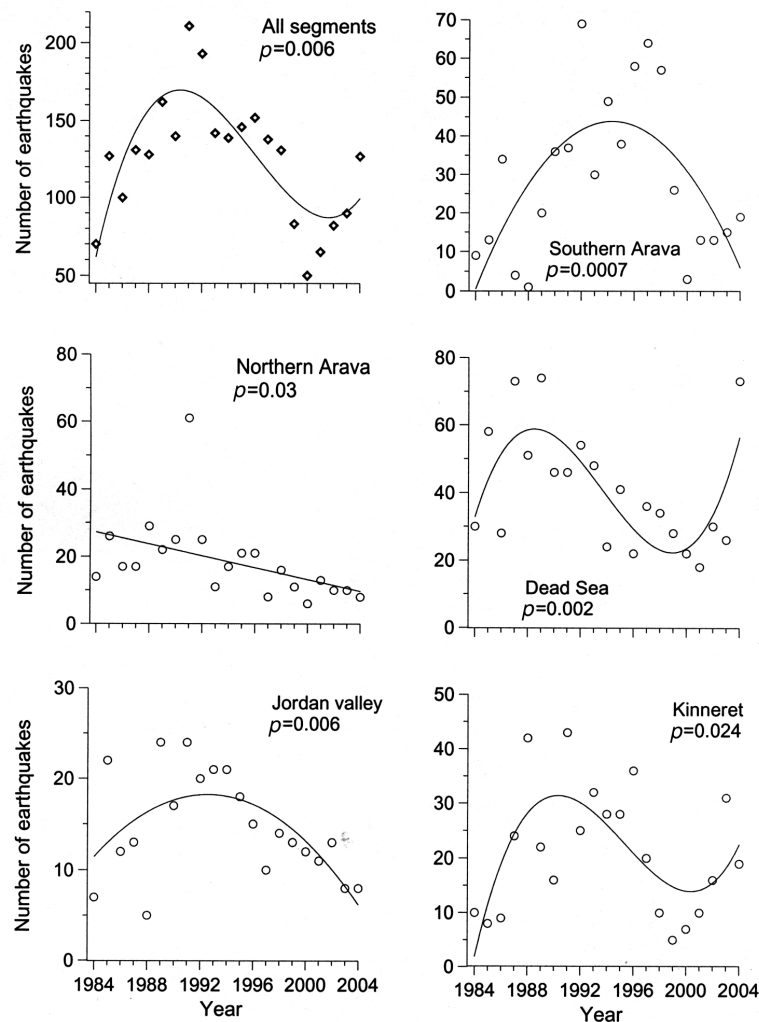 All segments
p=0.006
Number of earthquakes
200
150
100
50
Southern Arava
p=0.0007
70
60
50
40
30
20
10
0
Northern Arava
p=0.03
Number of earthquakes
80
60
40
20
0
Dead Sea
p=0.002
80
60
40
20
0
Jordan valley
p=0.006
Number of earthquakes
30
20
10
0
1984 1988 1992 1996 2000 2004
Year
Kinneret
p=0.024
50
40
30
20
10
0
1984 1988 1992 1996 2000 2004
Year